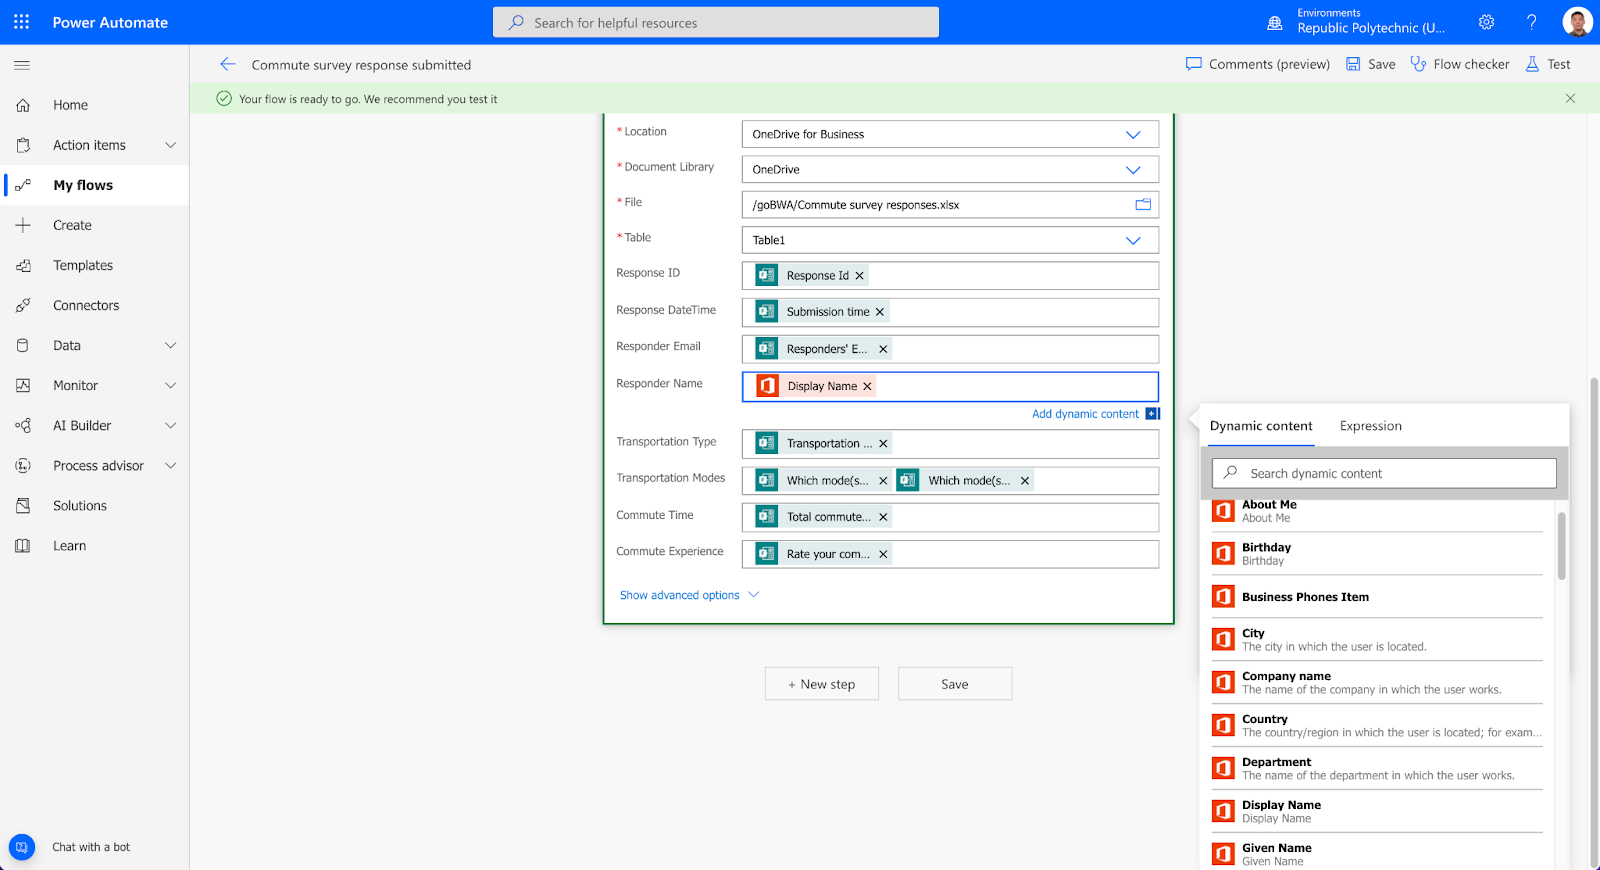 Power Automate
Search for helpful resources
Environments
Republic Polytechnic (U...
Commute survey response submitted
Comments (preview)
Save
Flow checker
Test
Your flow is ready to go. We recommend you test it
Home
Action items
My flows
Create
Templates
Connectors
Data
Monitor
AI Builder
Process advisor
Solutions
Learn
Chat with a bot
* Location
OneDrive for Business
* Document Library
OneDrive
* File
/goBWA/Commute survey responses.xlsx
* Table
Table1
Response ID
Response Id
Response DateTime
Submission time
Responder Email
Responders' E...
Responder Name
Display Name
Add dynamic content
Transportation Type
Transportation ...
Transportation Modes
Which mode(s... Which mode(s...
Commute Time
Total commute...
Commute Experience
Rate your com...
Show advanced options
+ New step
Save
Dynamic content
Expression
Search dynamic content
About Me
About Me
Birthday
Birthday
Business Phones Item
City
The city in which the user is located.
Company name
The name of the company in which the user works.
Country
The country/region in which the user is located; for exam...
Department
The name of the department in which the user works.
Display Name
Display Name
Given Name
Given Name